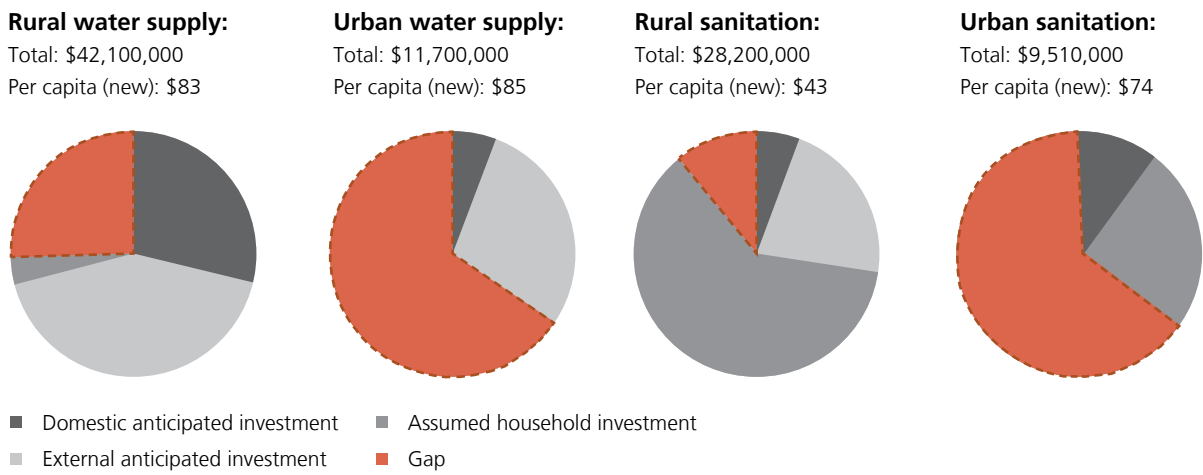 Rural water supply:
Total: $42,100,000
Per capita (new): $83
Urban water supply:
Total: $11,700,000
Per capita (new): $85
Rural sanitation:
Total: $28,200,000
Per capita (new): $43
Urban sanitation:
Total: $9,510,000
Per capita (new): $74
Domestic anticipated investment
Assumed household investment
External anticipated investment
Gap